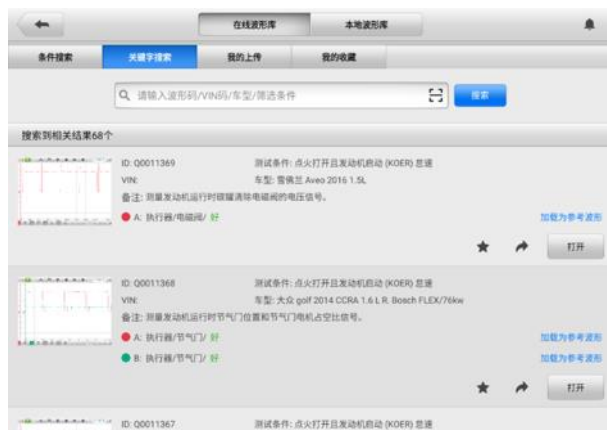 在线波形库 本地波形库
条件搜索 关键字搜索 我的上传 我的收藏
请输入波形码/VIN码/车型/筛选条件 搜索
搜索到相关结果68个
ID: Q0011369 测试条件: 点火打开且发动机启动 (KOER) 怠速
VIN: 车型: 雪佛兰 Aveo 2016 1.5L
备注: 测量发动机运行时碳罐清除电磁阀的电压信号。
A: 执行器/电磁阀/ 好 加载为参考波形
打开
ID: Q0011368 测试条件: 点火打开且发动机启动 (KOER) 怠速
VIN: 车型: 大众 golf 2014 CCRA 1.6 L R. Bosch FLEX/76kw
备注: 测量发动机运行时节气门位置和节气门电机占空比信号。
A: 执行器/节气门/ 好 加载为参考波形
B: 执行器/节气门/ 好 加载为参考波形
打开
ID: Q0011367 测试条件: 点火打开且发动机启动 (KOER) 怠速